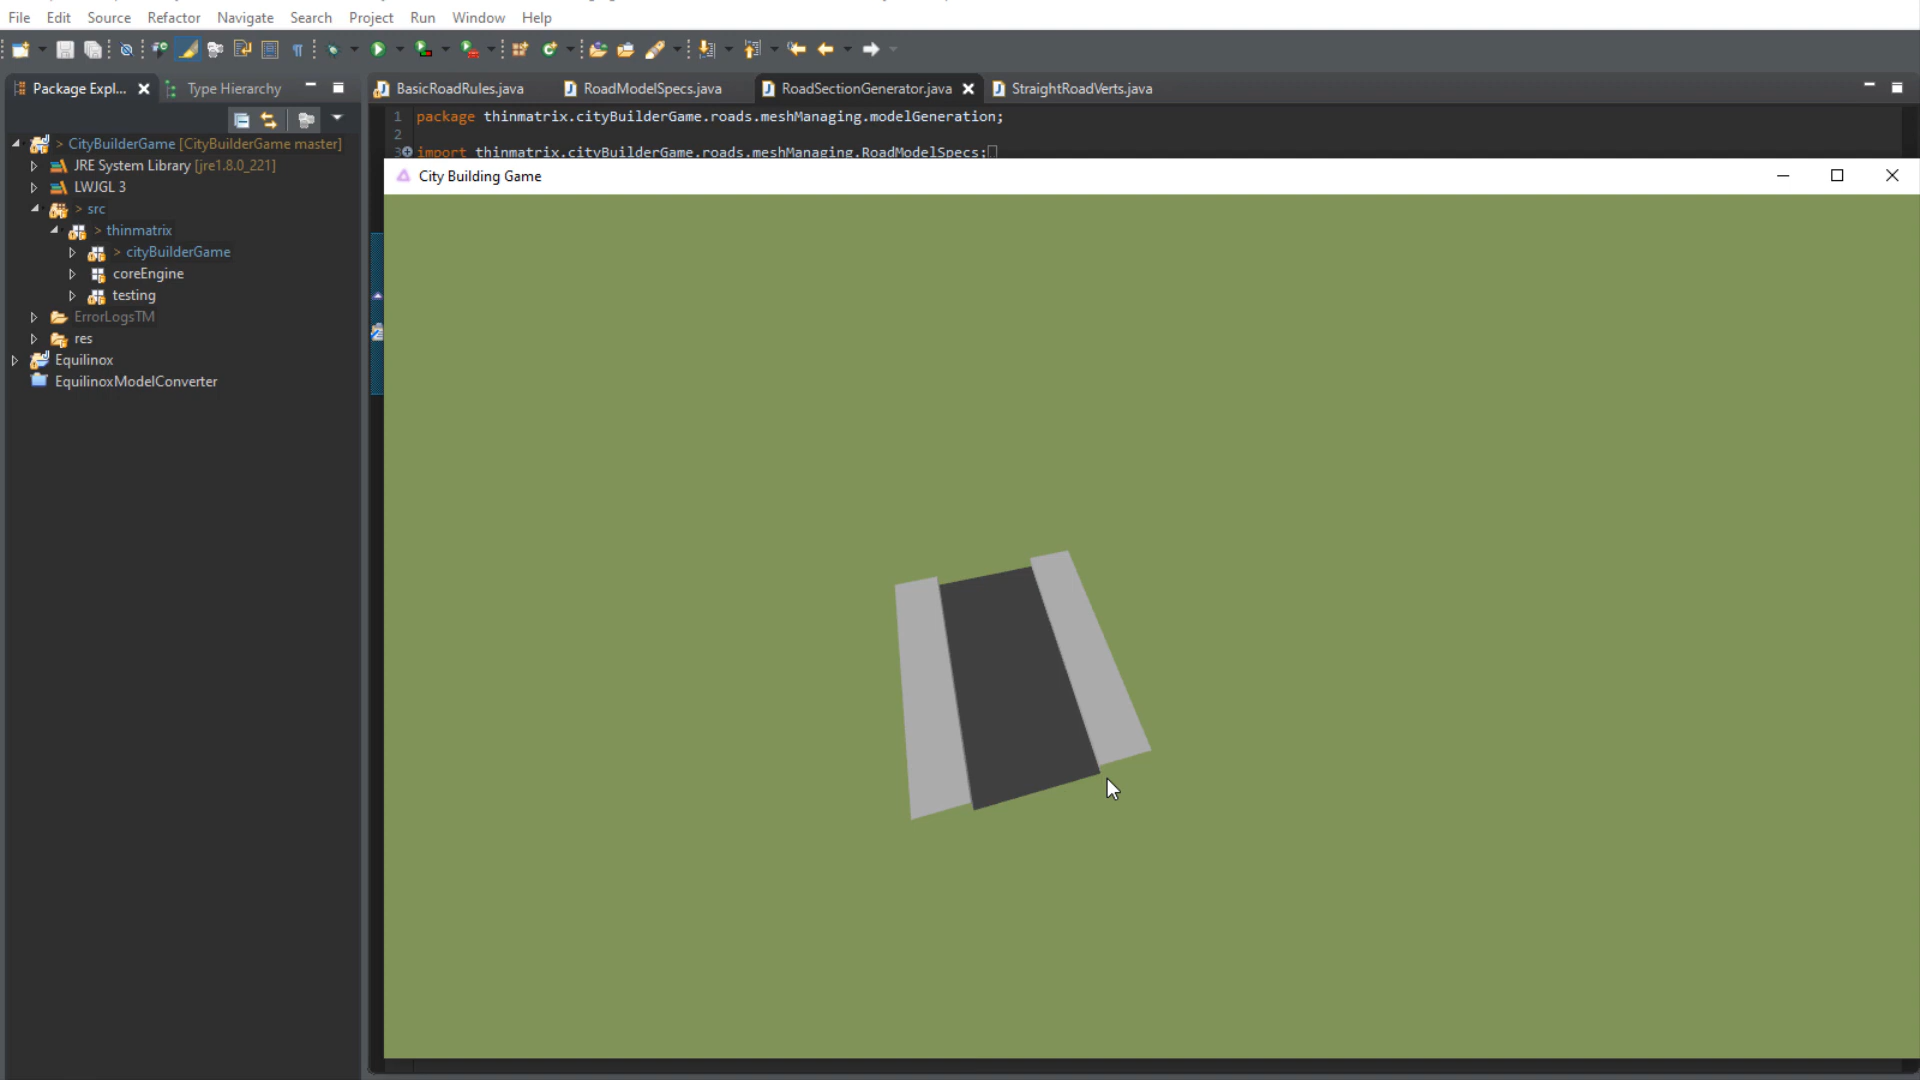 File Edit Source Refactor Navigate Search Project Run Window Help
Package Expl... Type Hierarchy
BasicRoadRules.java RoadModelSpecs.java RoadSectionGenerator.java StraightRoadVerts.java
1 package thinmatrix.cityBuilderGame.roads.meshManaging.modelGeneration;
2
3 import thinmatrix.cityBuilderGame.roads.meshManaging.RoadModelSpecs;
City Building Game
> CityBuilderGame [CityBuilderGame master]
JRE System Library [jre1.8.0_221]
LWJGL 3
> src
> thinmatrix
> cityBuilderGame
coreEngine
testing
ErrorLogsTM
res
Equilinox
EquilinoxModelConverter